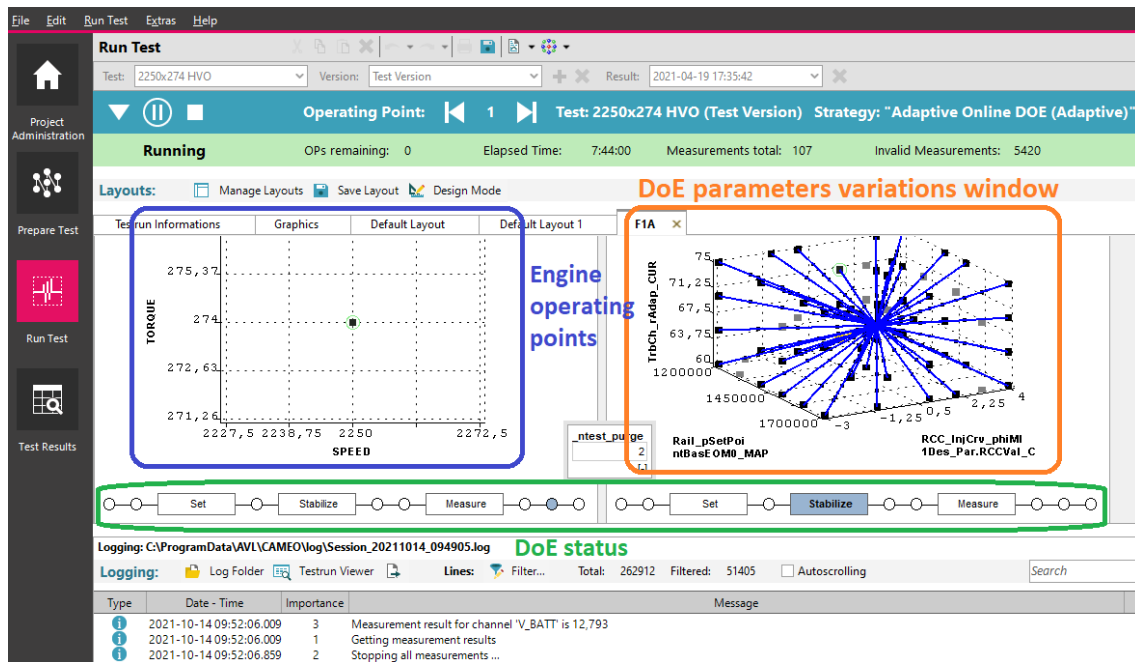 File Edit Run Test Extras Help
Run Test
Test: 2250x274 HVO Version: Test Version Result: 2021-04-19 17:35:42
Project
Administration
Operating Point: 1 Test: 2250x274 HVO (Test Version) Strategy: "Adaptive Online DOE (Adaptive)"
Running OPs remaining: 0 Elapsed Time: 7:44:00 Measurements total: 107 Invalid Measurements: 5420
Layouts: Manage Layouts Save Layout Design Mode
DoE parameters variations window
Prepare Test
Testrun Informations Graphics Default Layout Default Layout 1 F1A
275,37
274
272,63
271,26
TORQUE
2227,5 2238,75 2250 2272,5
SPEED
Engine
operating
points
TrbCh_rAdap_CUR
75
71,25
67,5
63,75
60
1200000
1450000
1700000
-3 -1,25 0,5 2,25 4
Rail_pSetPoi
ntBasEOM0_MAP
RCC_InjCrv_phiMI
1Des_Par.RCCVal_C
_ntest_purge
2
[-]
Run Test
Test Results
Set Stabilize Measure Set Stabilize Measure
DoE status
Logging: C:\ProgramData\AVL\CAMEO\log\Session_20211014_094905.log
Logging: Log Folder Testrun Viewer Lines: Filter... Total: 262912 Filtered: 51405 Autoscrolling Search
Type Date - Time Importance Message
2021-10-14 09:52:06.009 3 Measurement result for channel 'V_BATT' is 12,793
2021-10-14 09:52:06.009 1 Getting measurement results
2021-10-14 09:52:06.859 2 Stopping all measurements ...